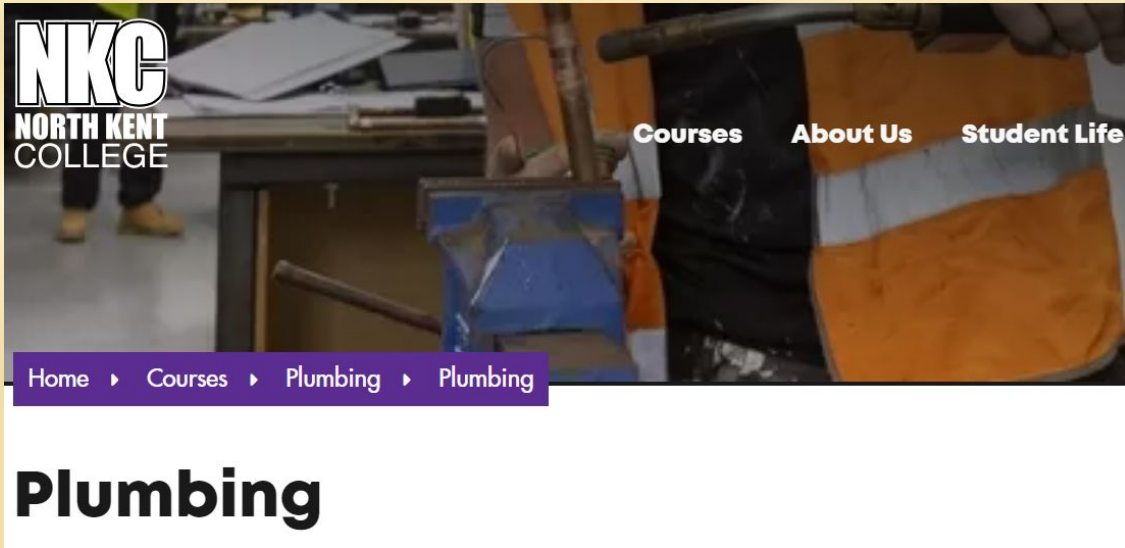 NKC
NORTH KENT
COLLEGE
Courses About Us Student Life
Home Courses Plumbing Plumbing
Plumbing